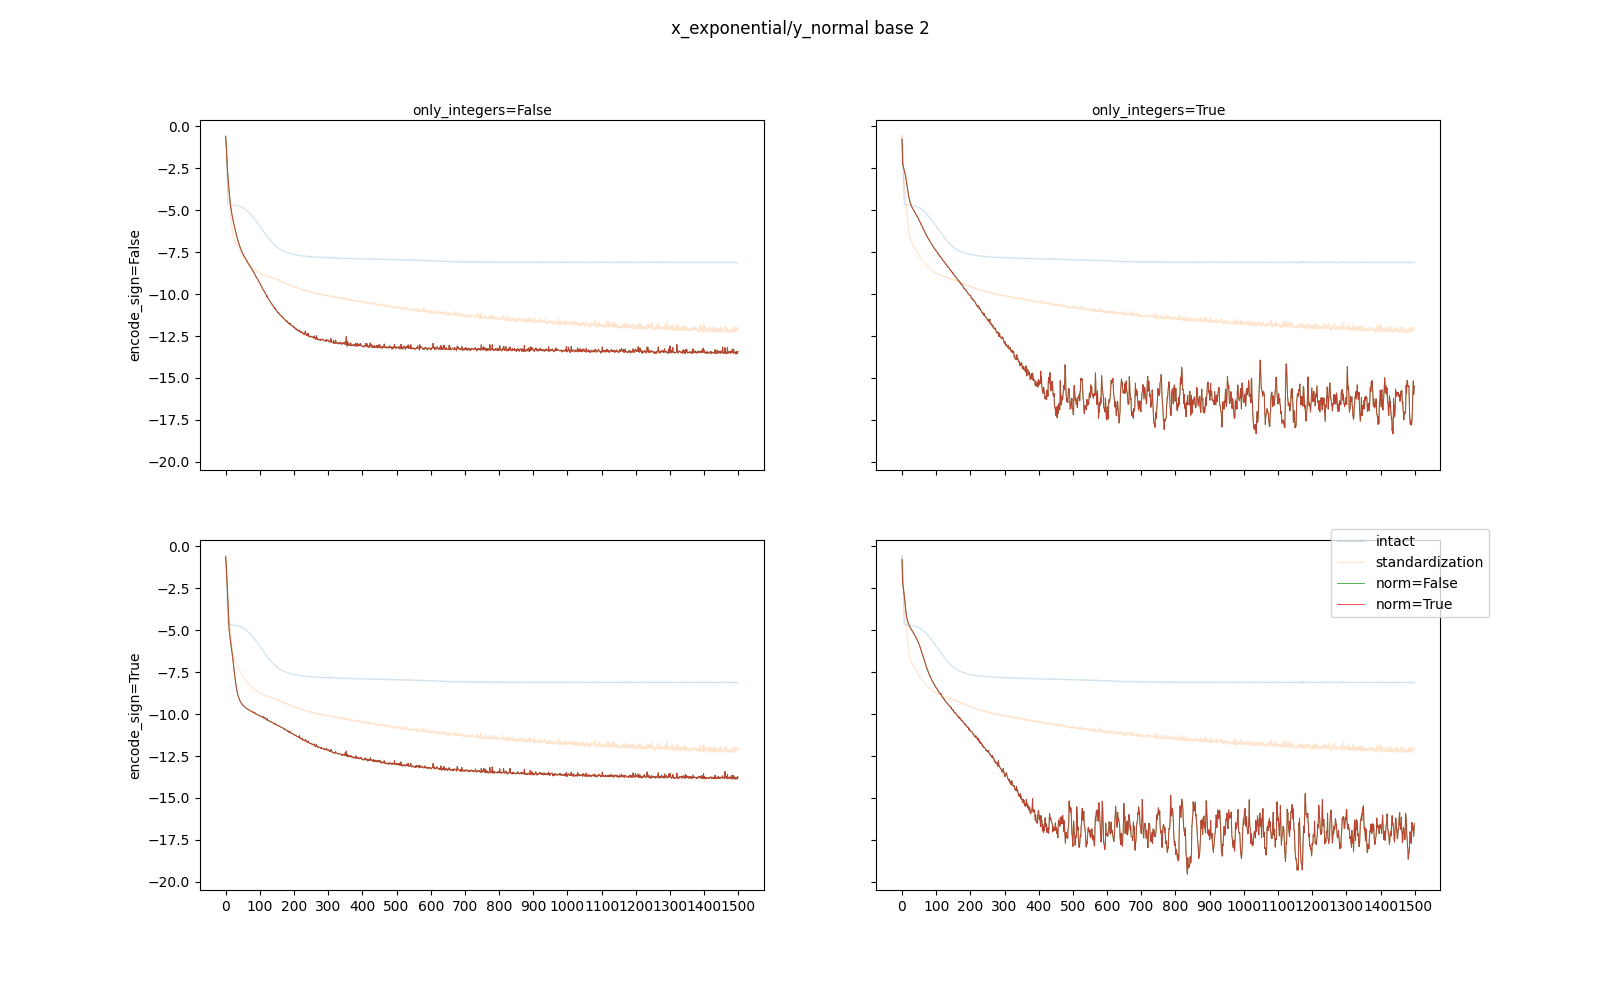 x_exponential/y_normal base 2
only_integers=False
only_integers=True
encode_sign=False
0.0
−2.5
−5.0
−7.5
−10.0
−12.5
−15.0
−17.5
−20.0
encode_sign=True
0.0
−2.5
−5.0
−7.5
−10.0
−12.5
−15.0
−17.5
−20.0
0 100 200 300 400 500 600 700 800 900 1000 1100 1200 1300 1400 1500
intact
standardization
norm=False
norm=True
0 100 200 300 400 500 600 700 800 900 1000 1100 1200 1300 1400 1500